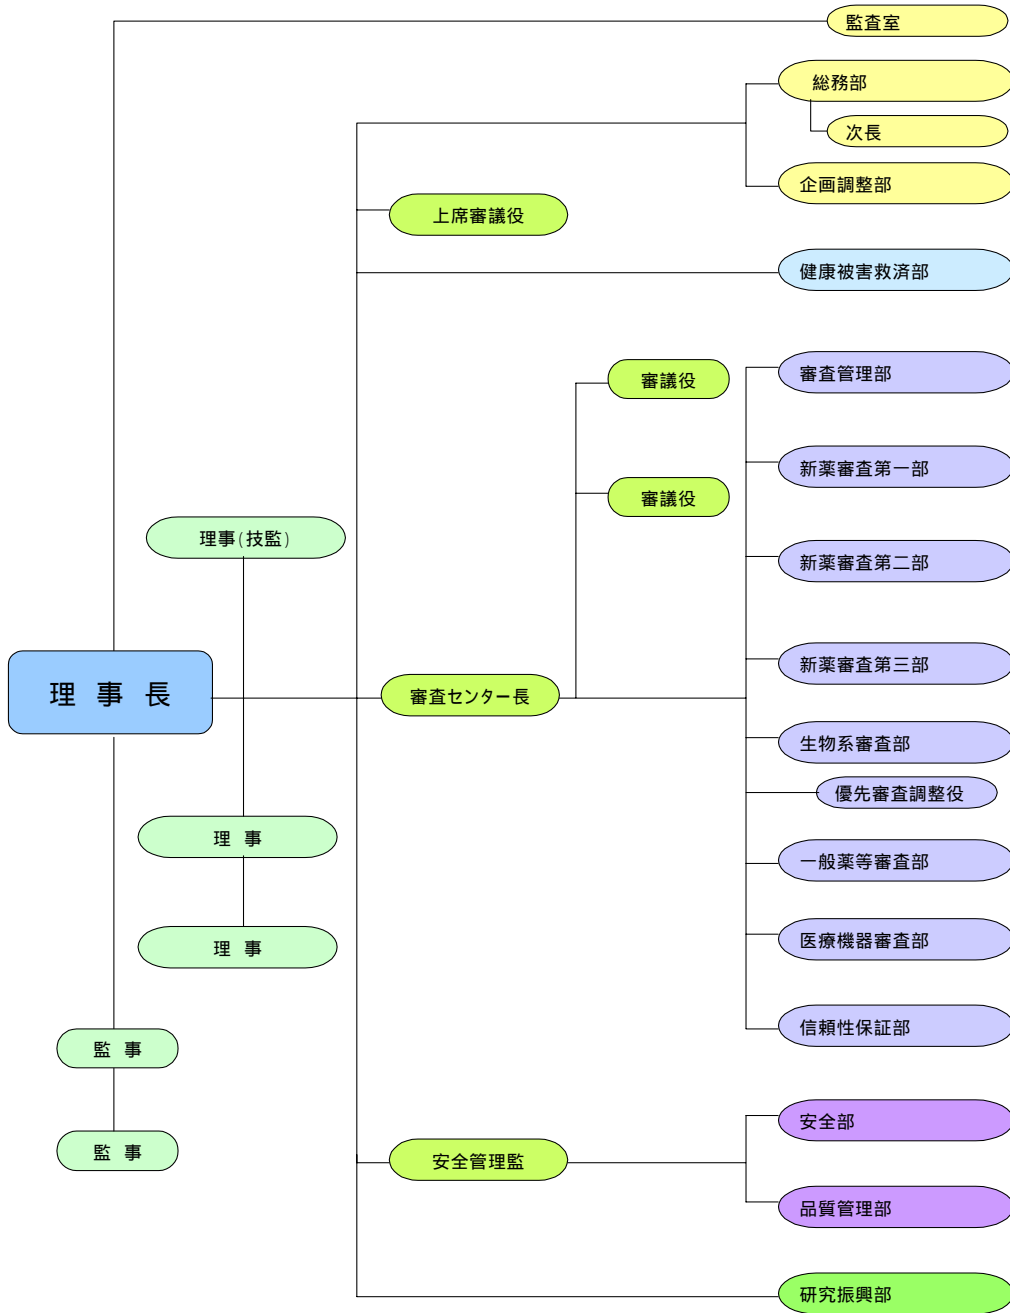 監査室
総務部
次長
企画調整部
上席審議役
健康被害救済部
審議役
審査管理部
新薬審査第一部
審議役
理事(技監)
新薬審査第二部
新薬審査第三部
理 事 長
審査センター長
生物系審査部
優先審査調整役
理 事
一般薬等審査部
理 事
医療機器審査部
信頼性保証部
監 事
安全部
監 事
安全管理監
品質管理部
研究振興部